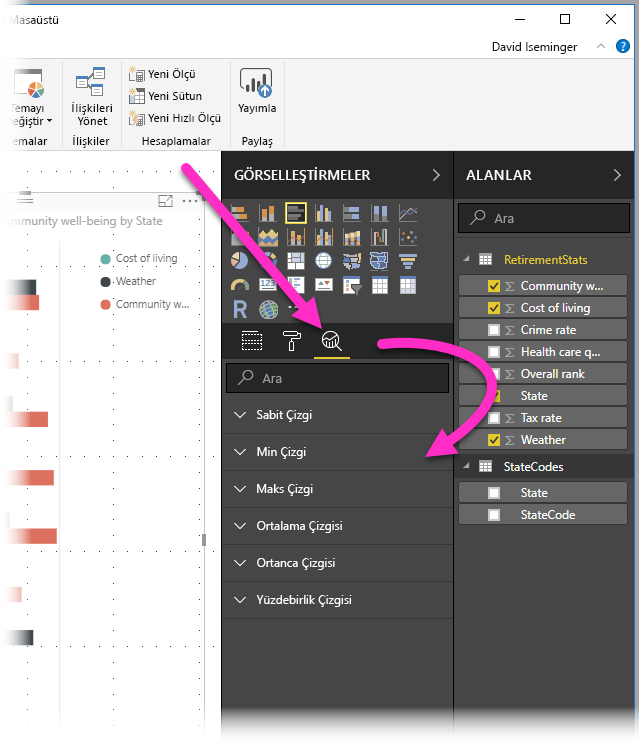 Masaüstü
David Iseminger
Temayı
değiştir
emalar
İlişkileri
Yönet
İlişkiler
Yeni Ölçü
Yeni Sütun
Yeni Hızlı Ölçü
Hesaplamalar
Yayımla
Paylaş
mmunity well-being by State
Cost of living
Weather
Community w...
GÖRSELLEŞTİRMELER
123
R
Ara
Sabit Çizgi
Min Çizgi
Maks Çizgi
Ortalama Çizgisi
Ortanca Çizgisi
Yüzdebirlik Çizgisi
ALANLAR
Ara
RetirementStats
Community w...
Cost of living
Crime rate
Health care q...
Overall rank
State
Tax rate
Weather
StateCodes
State
StateCode